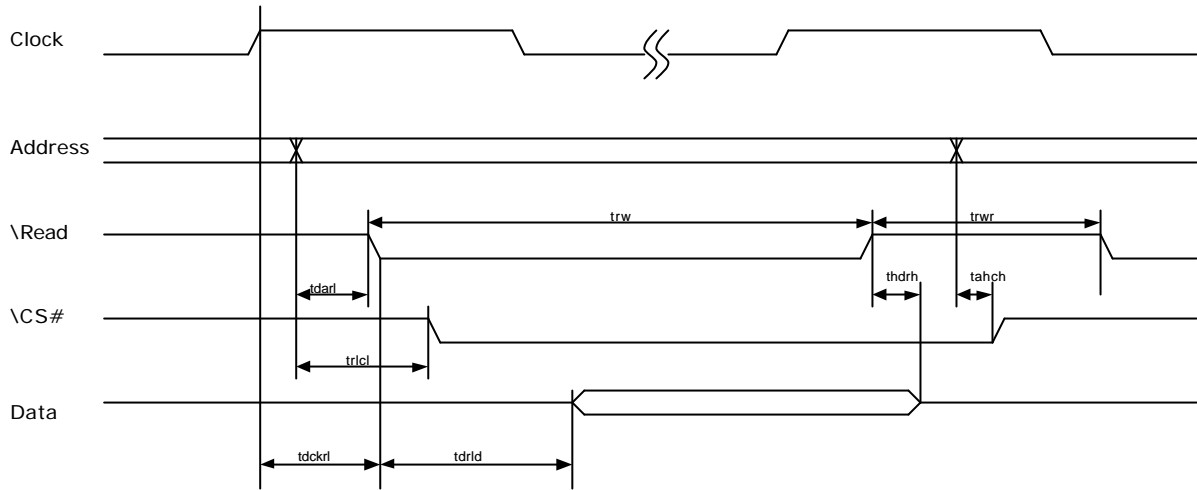 Clock
Address
trw
trwr
\Read
tdarl
thdrh
tahch
\CS#
trlcl
Data
tdckrl
tdrld